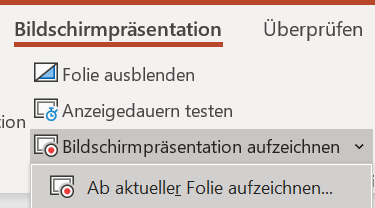 Bildschirmpräsentation Überprüfen
Folie ausblenden
Anzeigedauern testen
Bildschirmpräsentation aufzeichnen
Ab aktueller Folie aufzeichnen...